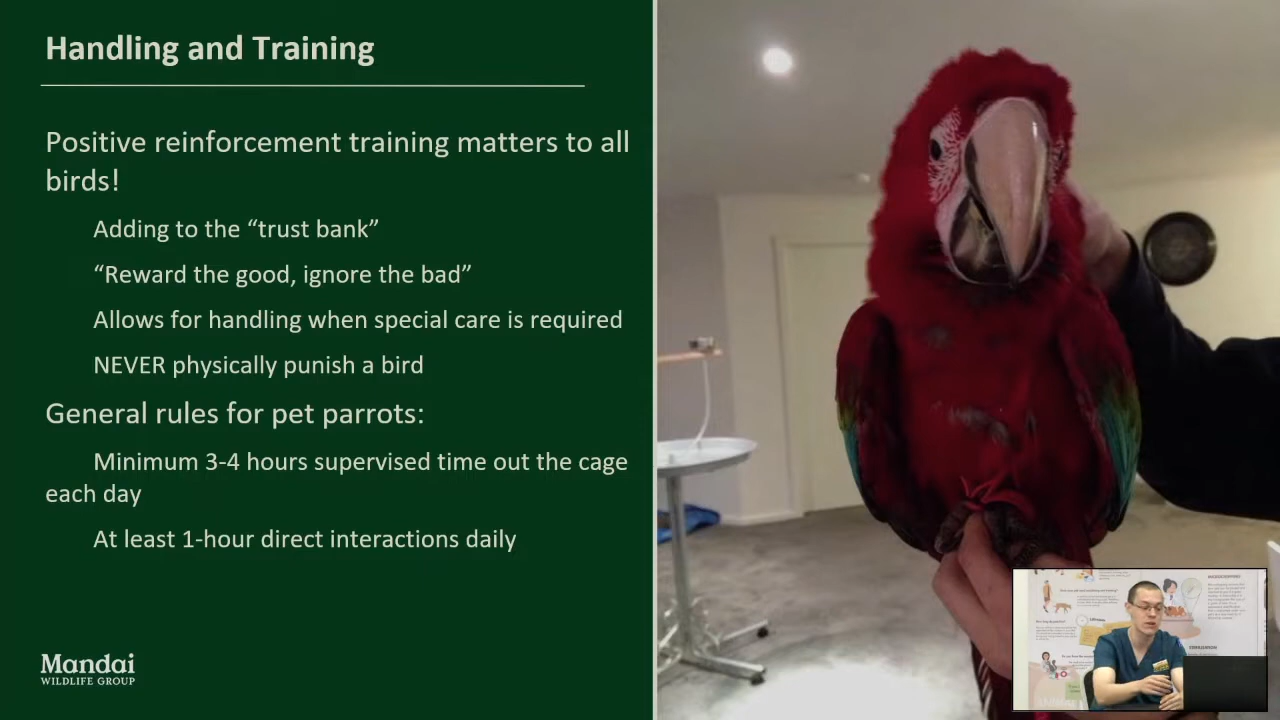 Handling and Training
Positive reinforcement training matters to all
birds!
Adding to the “trust bank”
“Reward the good, ignore the bad”
Allows for handling when special care is required
NEVER physically punish a bird
General rules for pet parrots:
Minimum 3-4 hours supervised time out the cage
each day
At least 1-hour direct interactions daily
Mandai
WILDLIFE GROUP